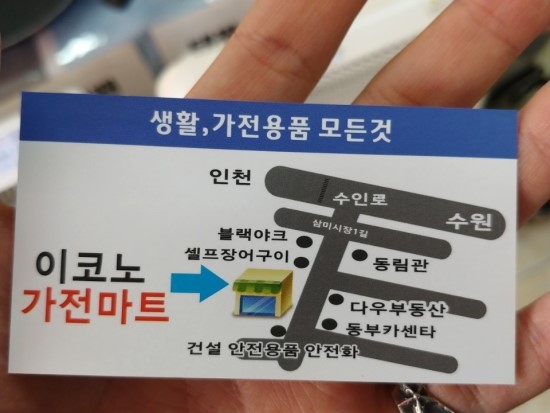 생활,가전용품 모든것
인천
수인로
수원
삼미시장1길
블랙야크
셀프장어구이
동림관
이코노
가전마트
다우부동산
동부카센타
건설 안전용품 안전화